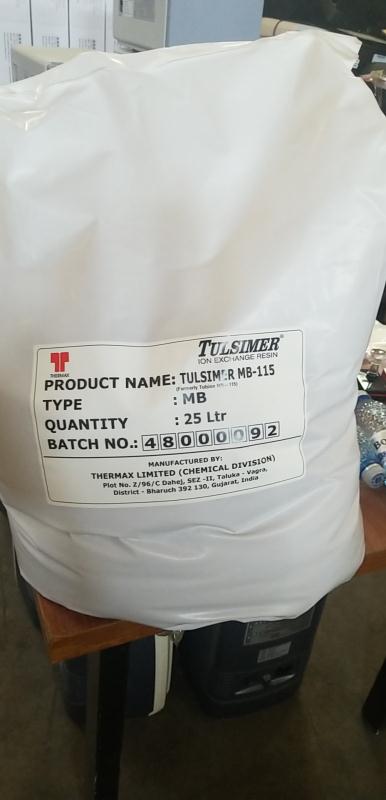 THERMAX
TULSIMER®
ION EXCHANGE RESIN
PRODUCT NAME: TULSIMER MB-115
(Formerly Tulsion
TYPE : MB
QUANTITY : 25 Ltr
BATCH NO.: 48000092
MANUFACTURED BY:
THERMAX LIMITED (CHEMICAL DIVISION)
Plot No. Z/96/C Dahej, SEZ -II, Taluka - Vagra,
District - Bharuch 392 130, Gujarat, India